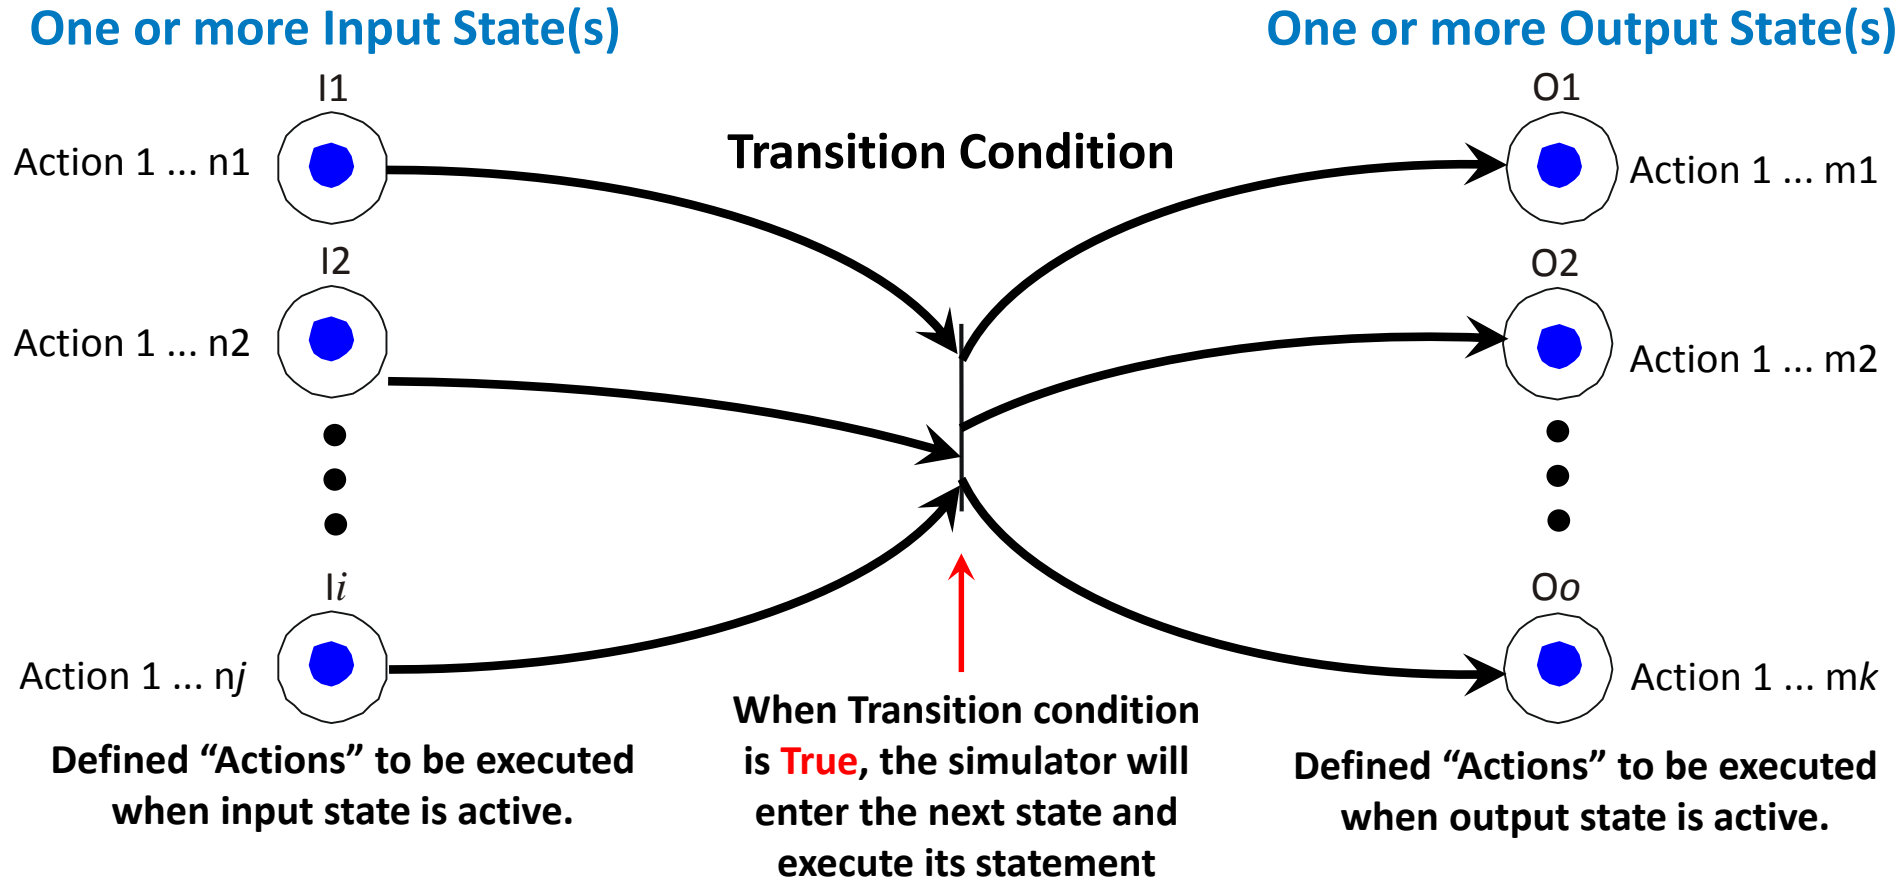 One or more Input State(s)
One or more Output State(s)
I1
O1
Transition Condition
Action 1 ... n1
Action 1 ... m1
I2
O2
Action 1 ... n2
Action 1 ... m2
Ii
Oo
Action 1 ... nj
Action 1 ... mk
Defined “Actions” to be executed
when input state is active.
When Transition condition
is True, the simulator will
enter the next state and
execute its statement
Defined “Actions” to be executed
when output state is active.